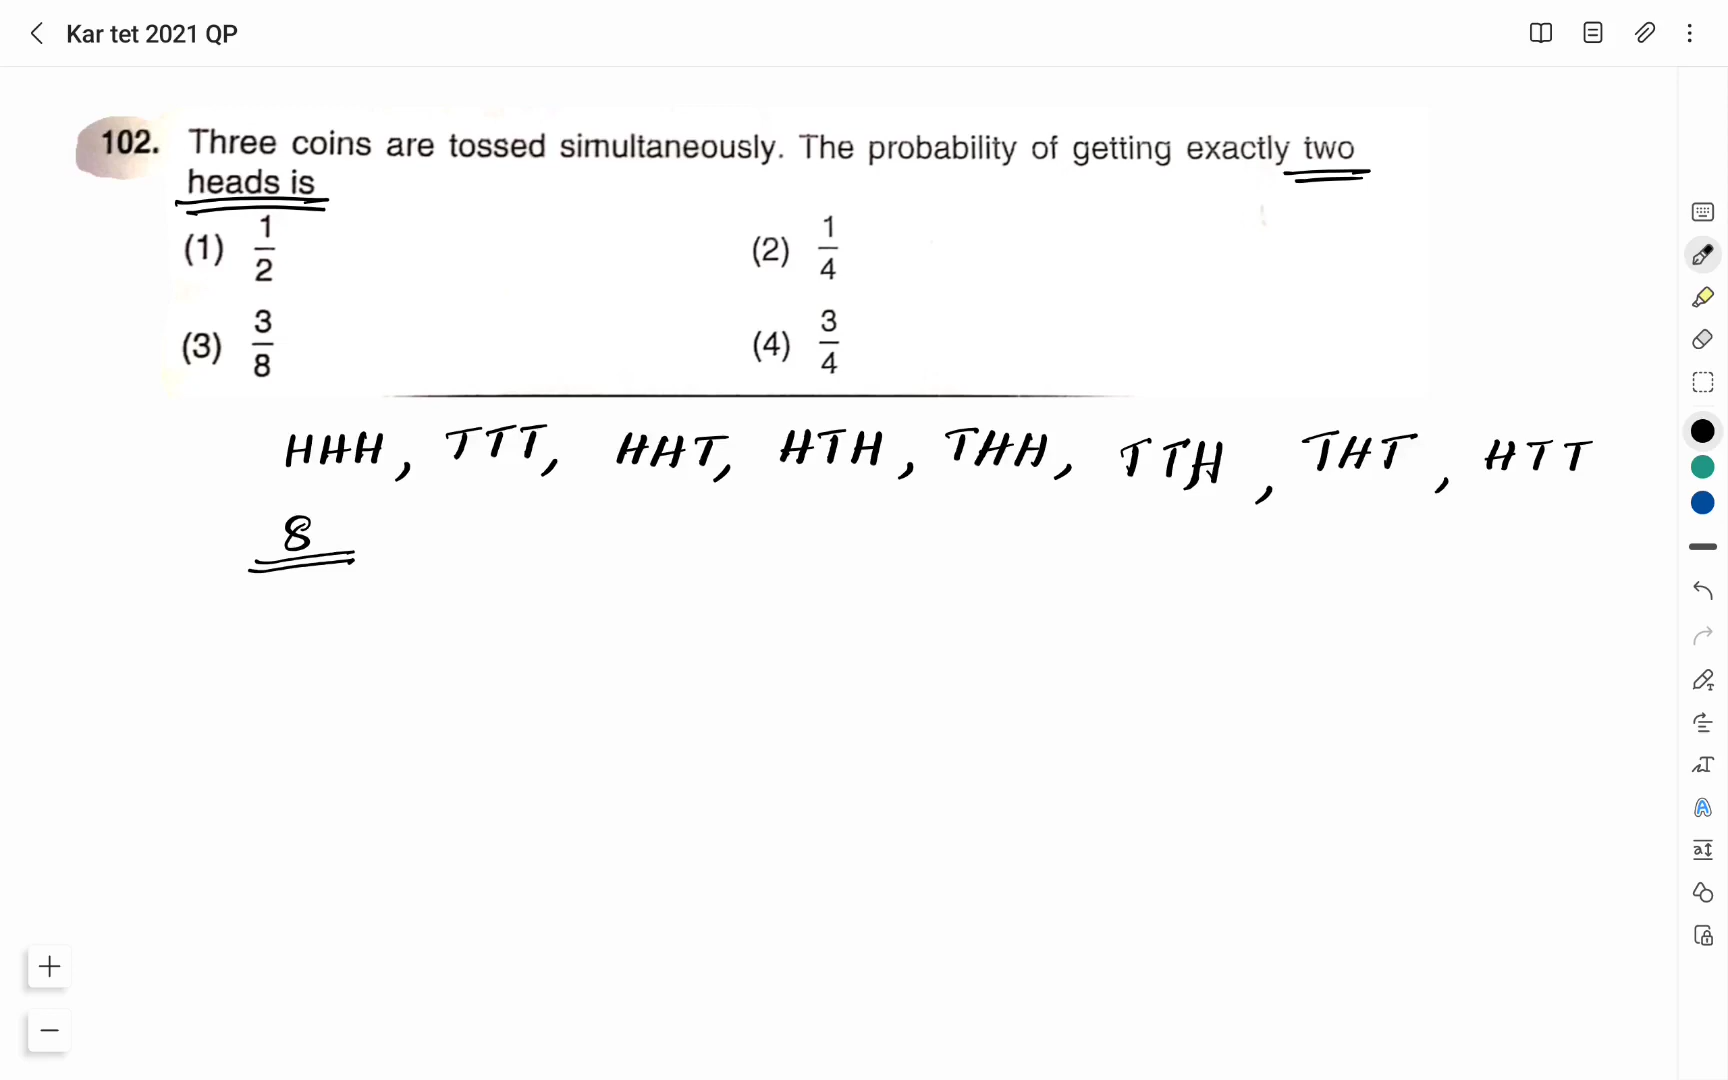 Kar tet 2021 QP
102. Three coins are tossed simultaneously. The probability of getting exactly two
heads is
(1) 1/2 (2) 1/4
(3) 3/8 (4) 3/4
HHH, TTT, HHT, HTH, THH, TTH, THT, HTT
8